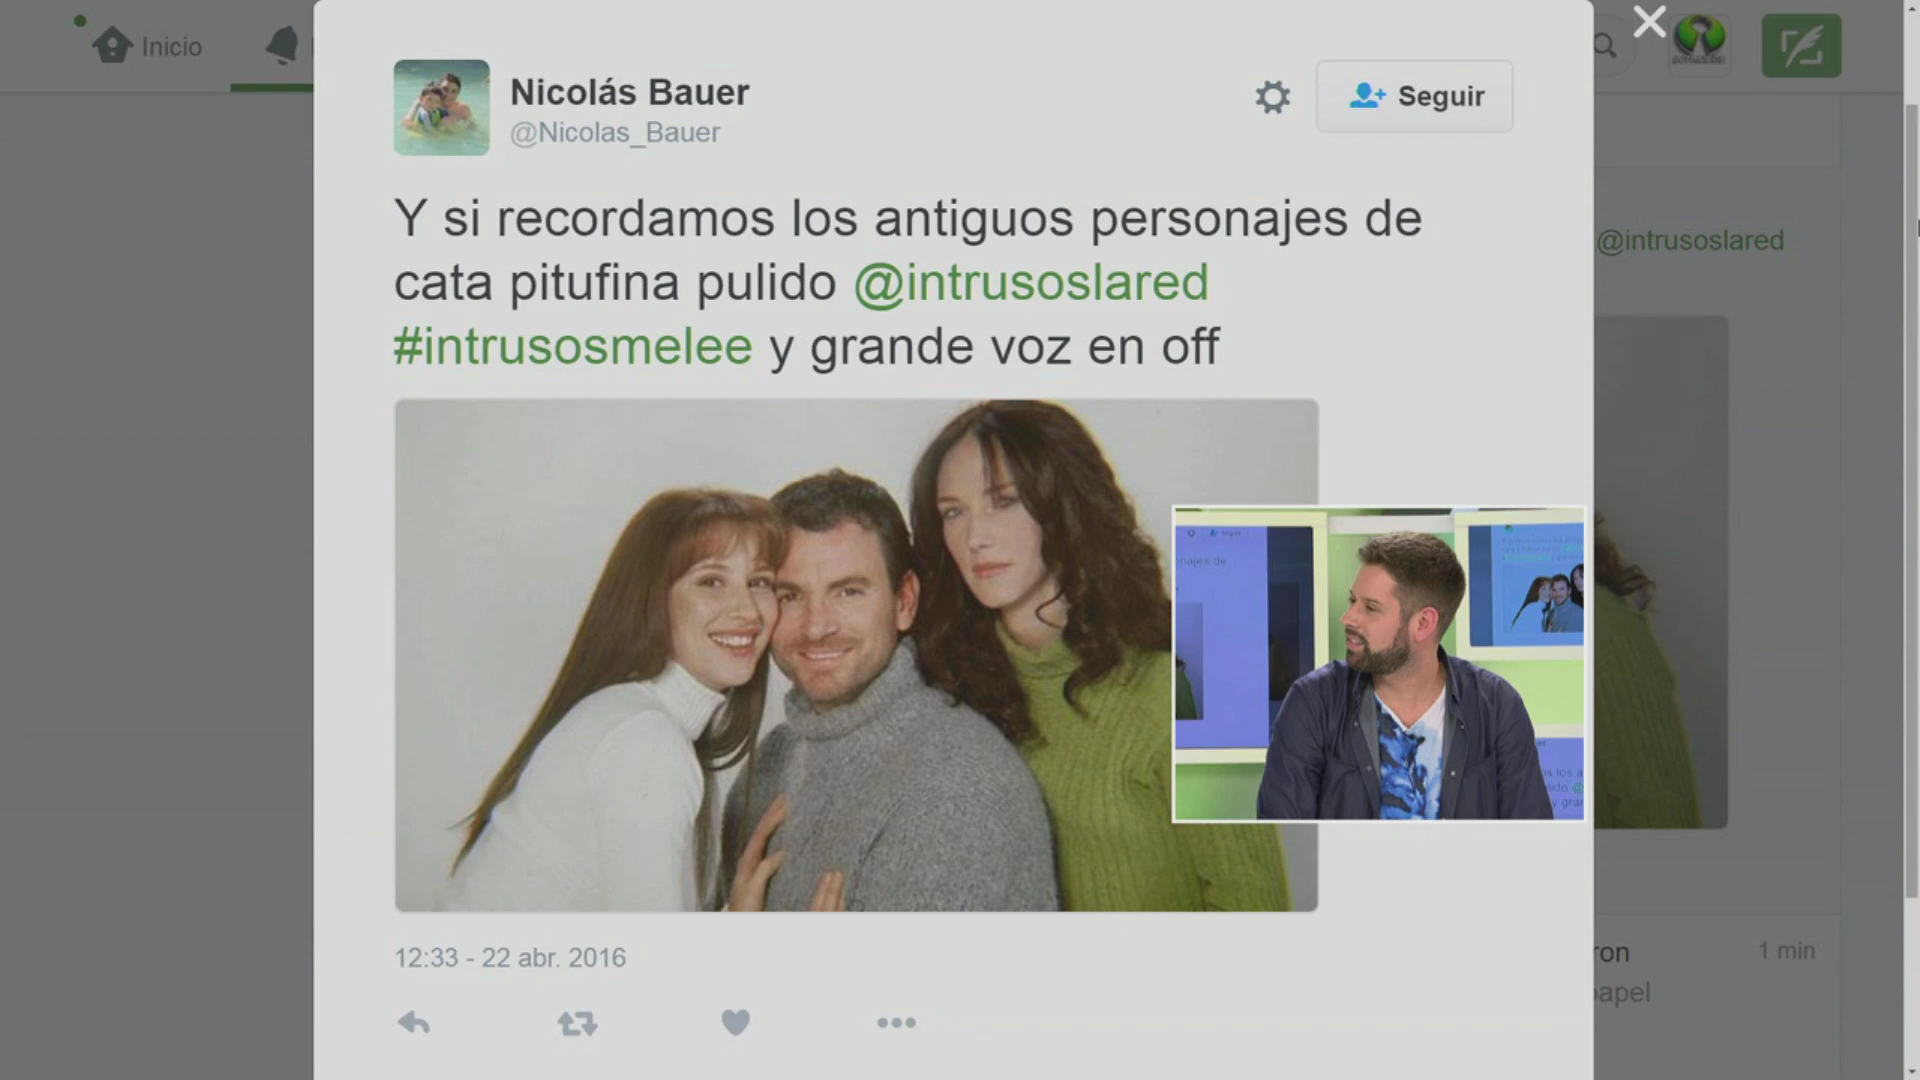 Inicio
Nicolás Bauer
@Nicolas_Bauer
Seguir
Y si recordamos los antiguos personajes de
cata pitufina pulido @intrusoslared
#intrusosmelee y grande voz en off
@intrusoslared
12:33 - 22 abr. 2016
ron
1 min
papel